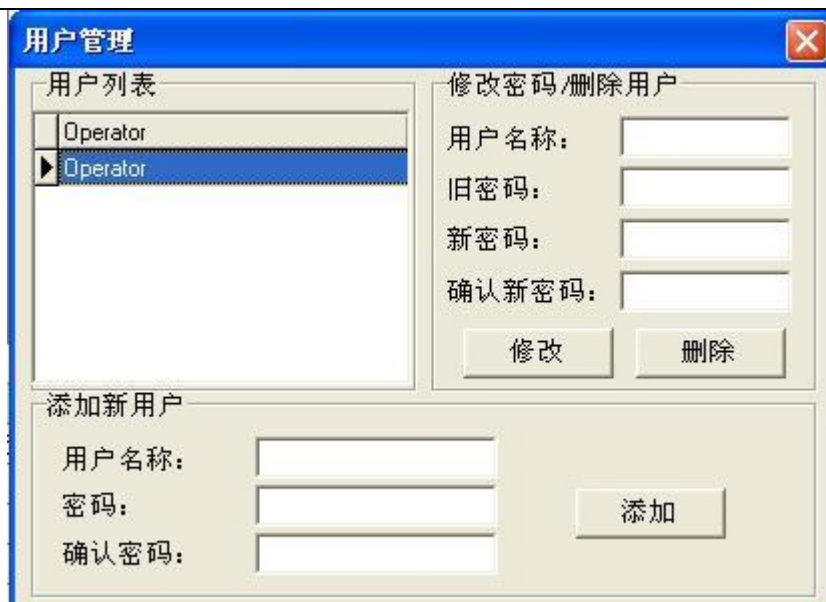 用户管理
用户列表
Operator
Operator
修改密码/删除用户
用户名称：
旧密码：
新密码：
确认新密码：
修改
删除
添加新用户
用户名称：
密码：
确认密码：
添加